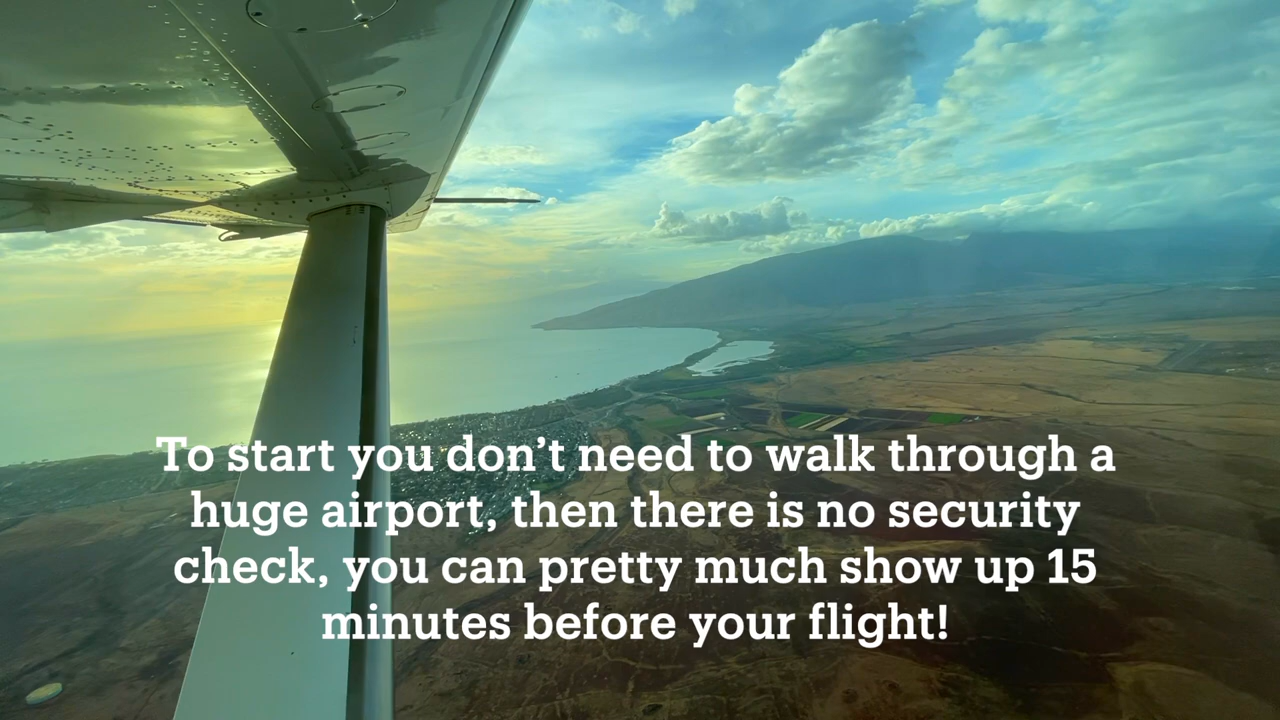 To start you don’t need to walk through a
huge airport, then there is no security
check, you can pretty much show up 15
minutes before your flight!